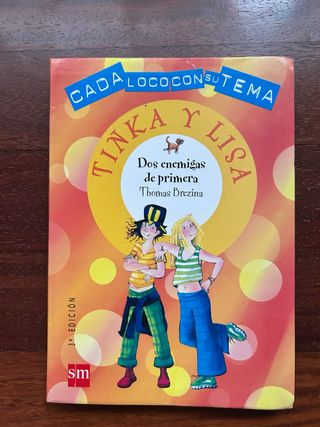 CADA LOCO CON SU TEMA
TINKA Y LISA
Dos enemigas
de primera
Thomas Brezina
3ª EDICIÓN
sm